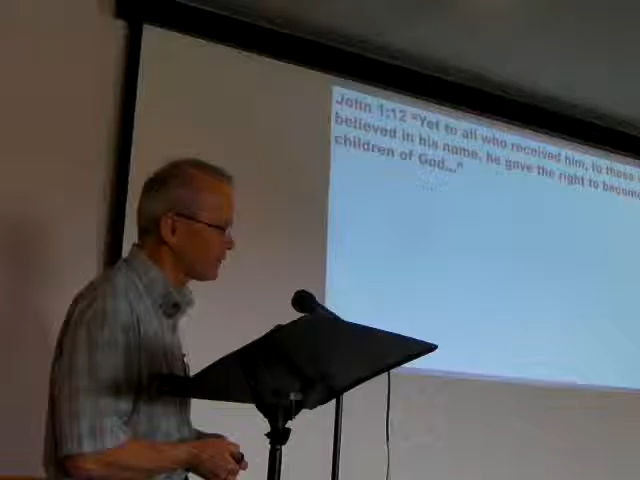 John 1:12 "Yet to all who received him, to those
believed in his name, he gave the right to become
children of God..."